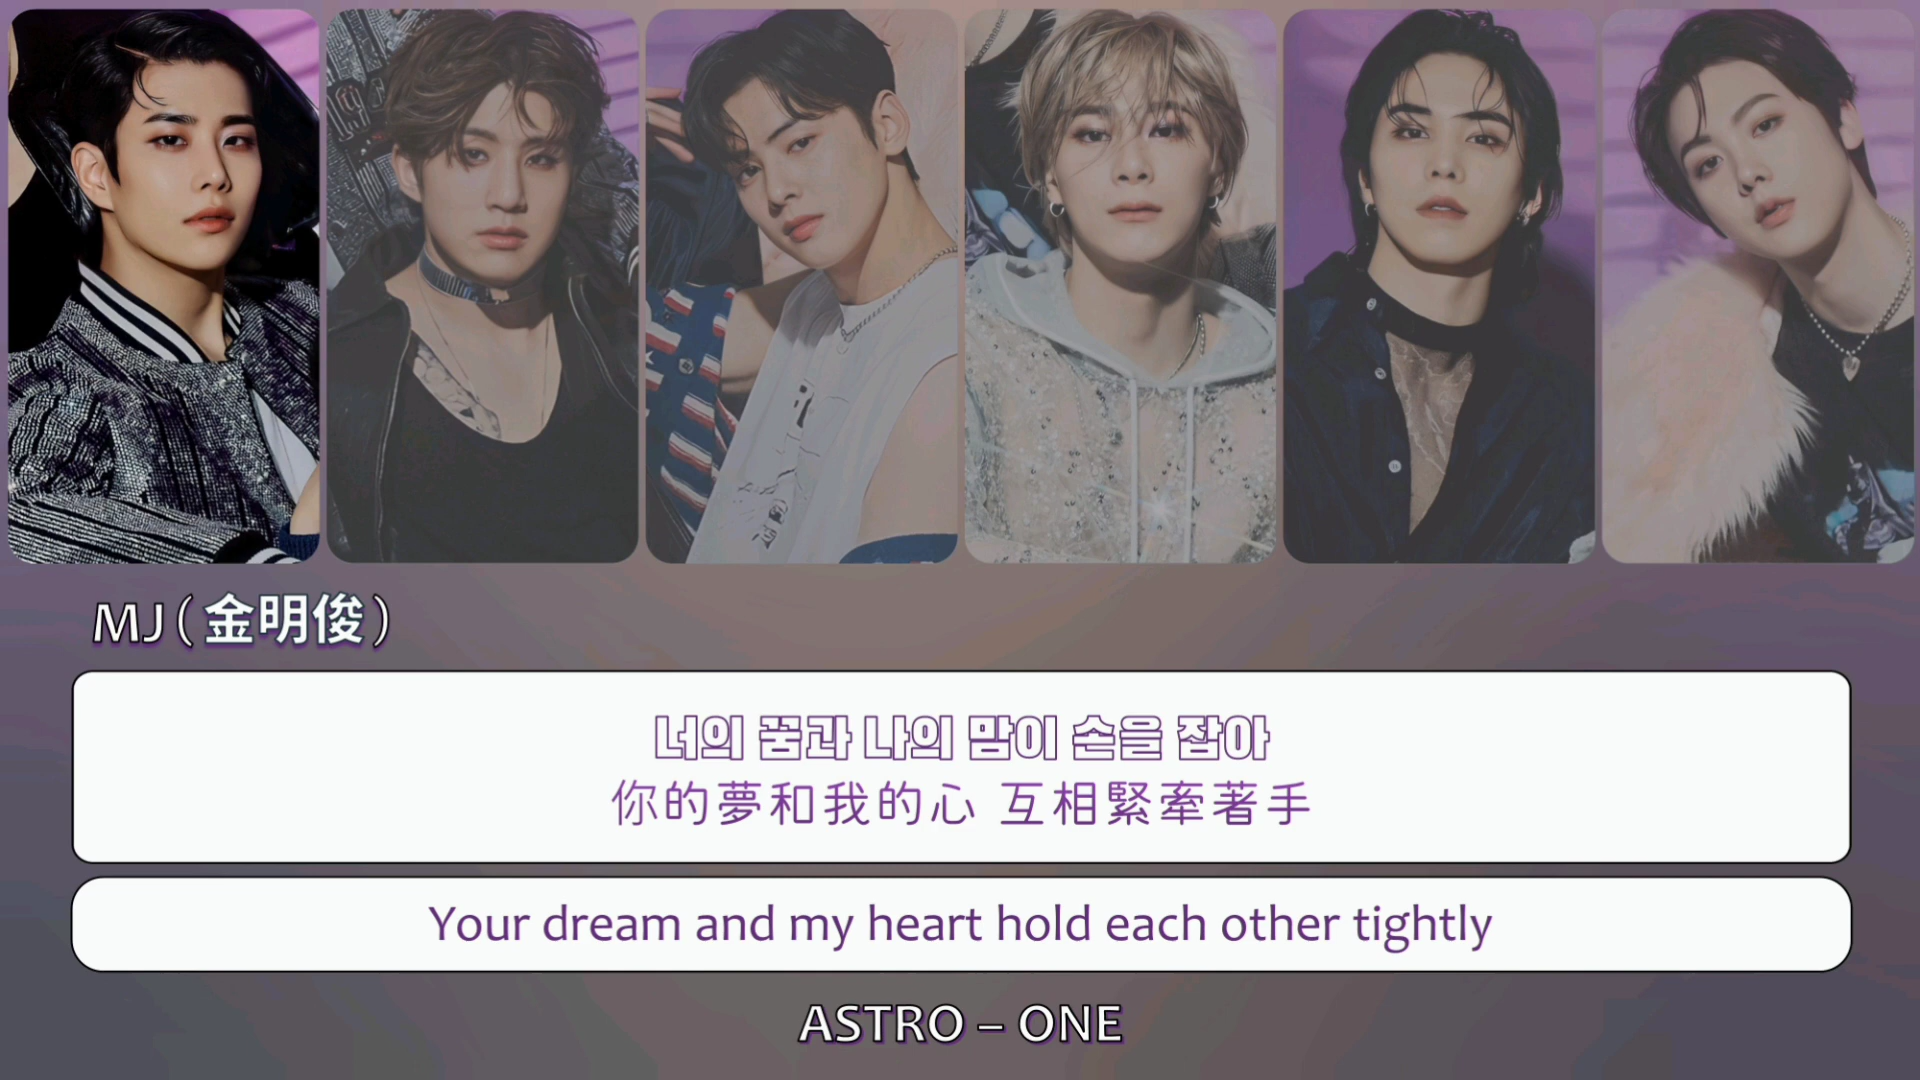 MJ（金明俊）
너의 꿈과 나의 맘이 손을 잡아
你的夢和我的心 互相緊牽著手
Your dream and my heart hold each other tightly
ASTRO – ONE